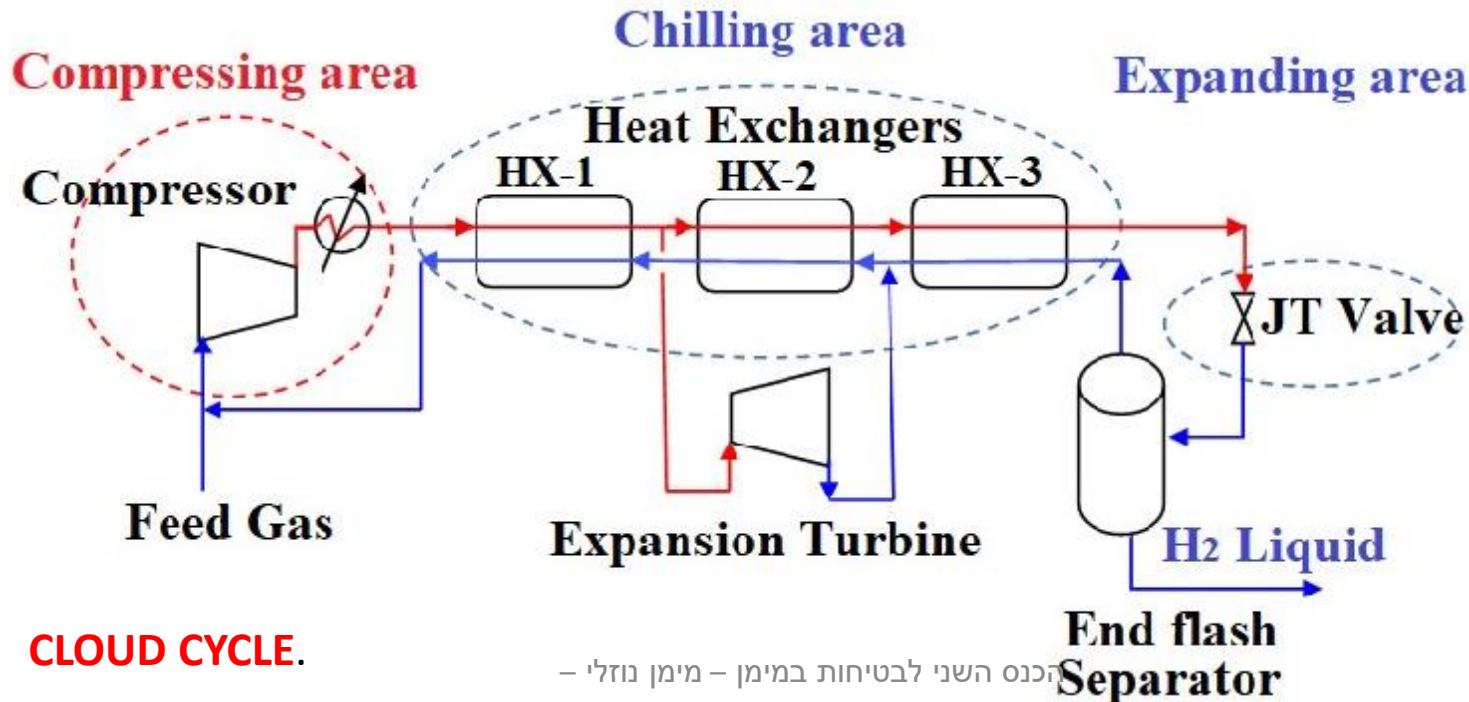 Chilling area
Compressing area
Expanding area
Heat Exchangers
Compressor
HX-1
HX-2
HX-3
JT Valve
Feed Gas
Expansion Turbine
H2 Liquid
End flash
Separator
CLOUD CYCLE.
הכנס השני לבטיחות במימן – מימן נוזלי –